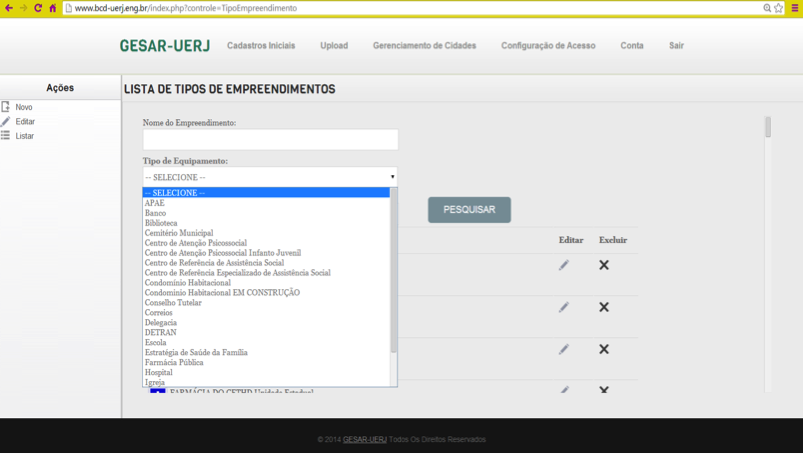 www.bcd-uerj.eng.br/index.php?controle=TipoEmpreendimento
GESAR-UERJ
Cadastros Iniciais
Upload
Gerenciamento de Cidades
Configuração de Acesso
Conta
Sair
Ações
Novo
Editar
Listar
LISTA DE TIPOS DE EMPREENDIMENTOS
Nome do Empreendimento:
Tipo de Equipamento:
-- SELECIONE --
-- SELECIONE --
APAE
Banco
Biblioteca
Cemitério Municipal
Centro de Atenção Psicossocial
Centro de Atenção Psicossocial Infanto-Juvenil
Centro de Referência de Assistência Social
Centro de Referência Especializado de Assistência Social
Condomínio Habitacional
Condomínio Habitacional EM CONSTRUÇÃO
Conselho Tutelar
Correios
Delegacia
DETRAN
Escola
Estratégia de Saúde da Família
Farmácia Pública
Hospital
Igreja
PESQUISAR
Editar Excluir
FARMÁCIA DO Unidade Estadual
© 2014 GESAR-UERJ Todos Os Direitos Reservados